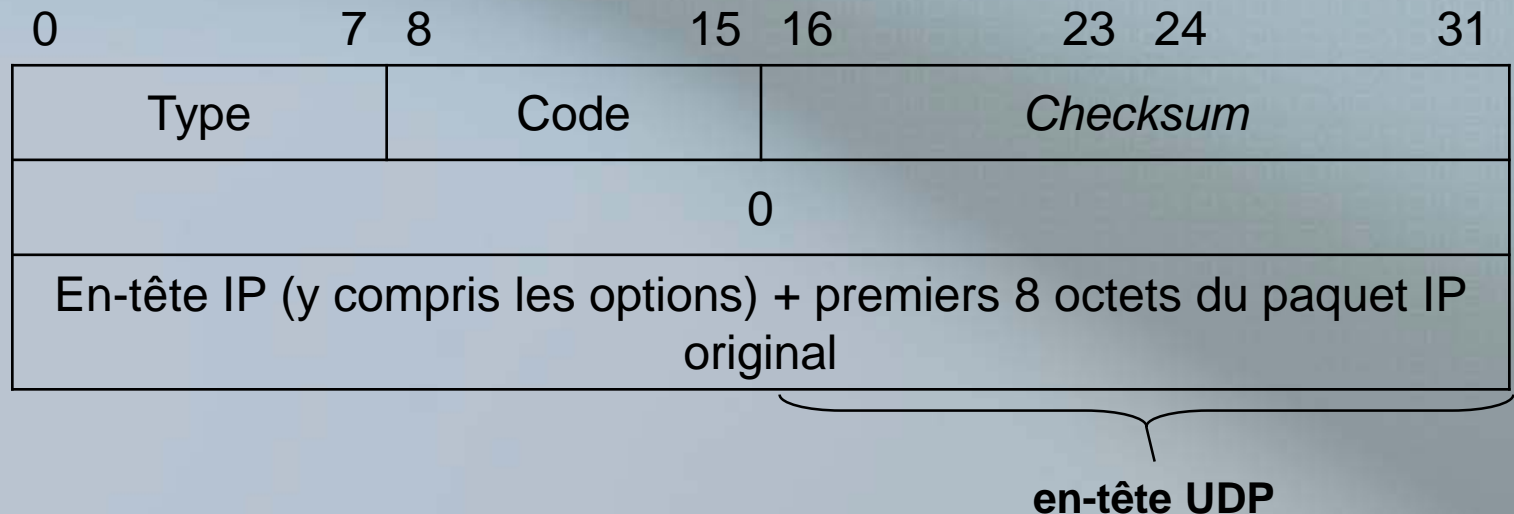 0 7 8 15 16 23 24 31
Type Code Checksum
0
En-tête IP (y compris les options) + premiers 8 octets du paquet IP
original
en-tête UDP